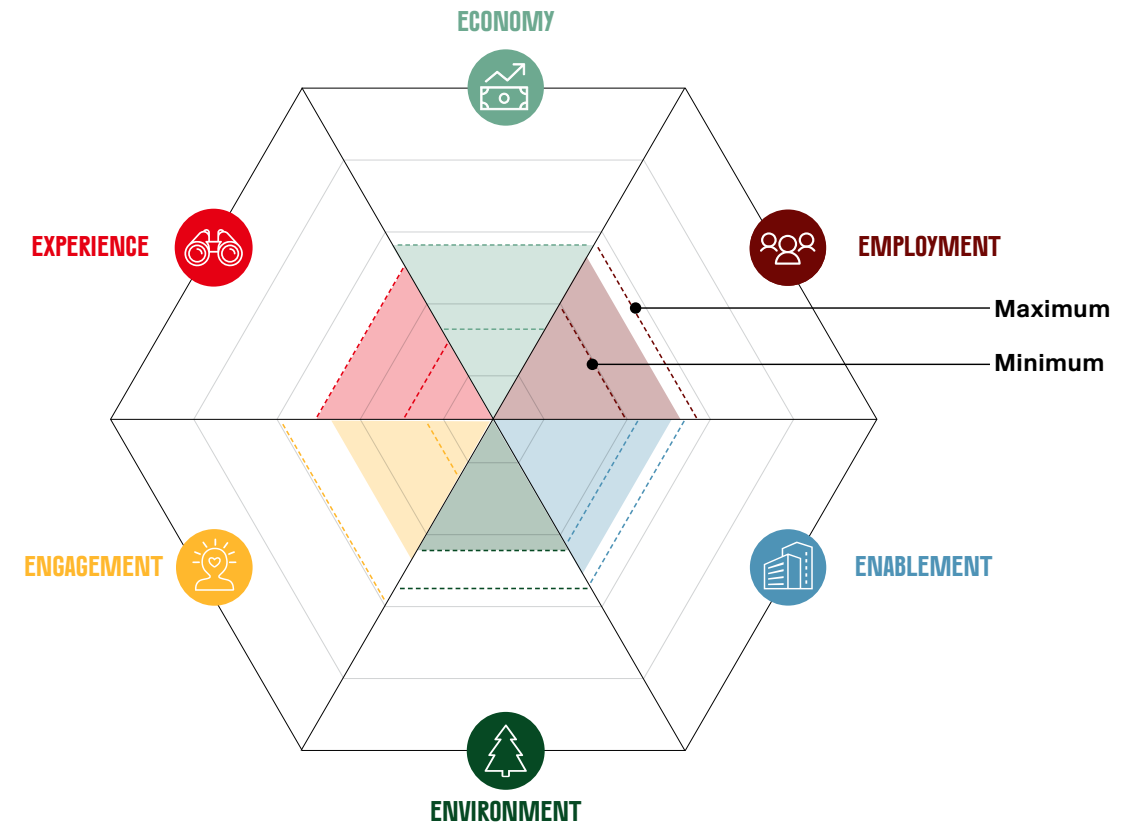 ECONOMY
EXPERIENCE
EMPLOYMENT
Maximum
Minimum
ENGAGEMENT
ENABLEMENT
ENVIRONMENT